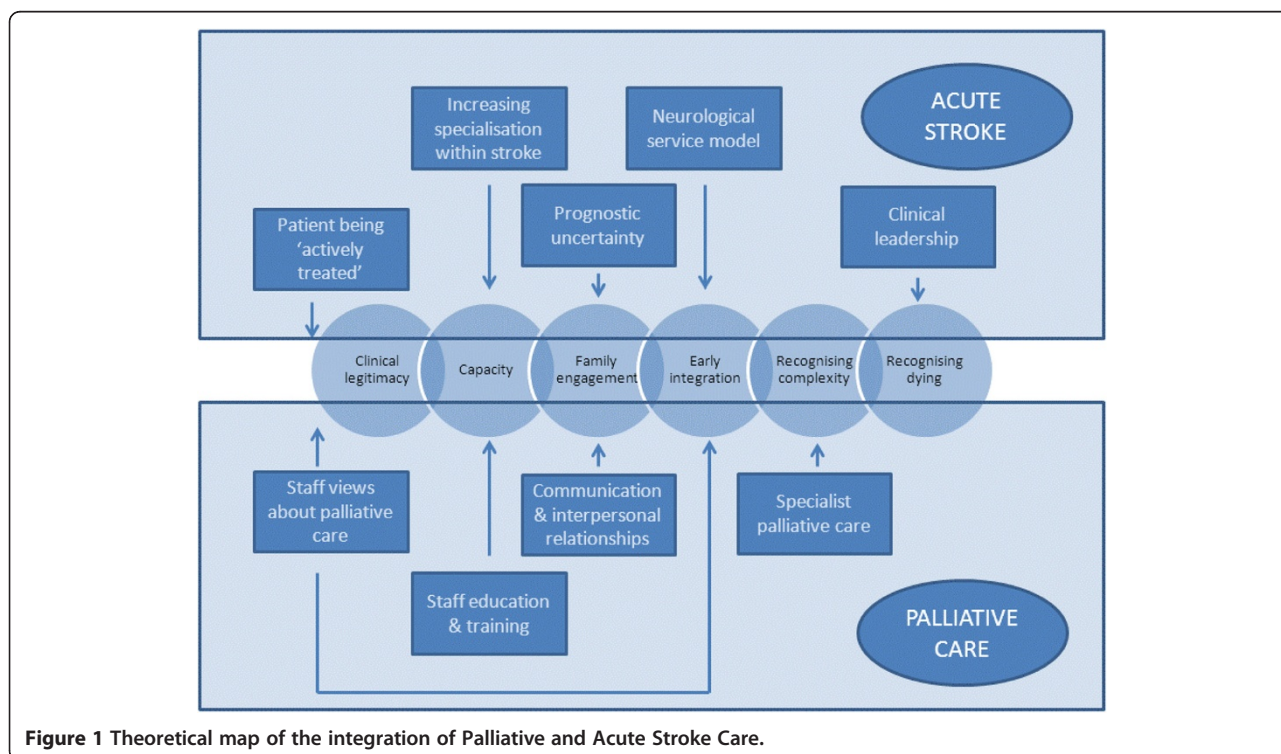 ACUTE
STROKE
Increasing
specialisation
within stroke
Neurological
service model
Prognostic
uncertainty
Clinical
leadership
Patient being
‘actively
treated’
Clinical
legitimacy
Capacity
Family
engagement
Early
integration
Recognising
complexity
Recognising
dying
Staff views
about palliative
care
Communication
& interpersonal
relationships
Specialist
palliative care
Staff education
& training
PALLIATIVE
CARE
Figure 1 Theoretical map of the integration of Palliative and Acute Stroke Care.